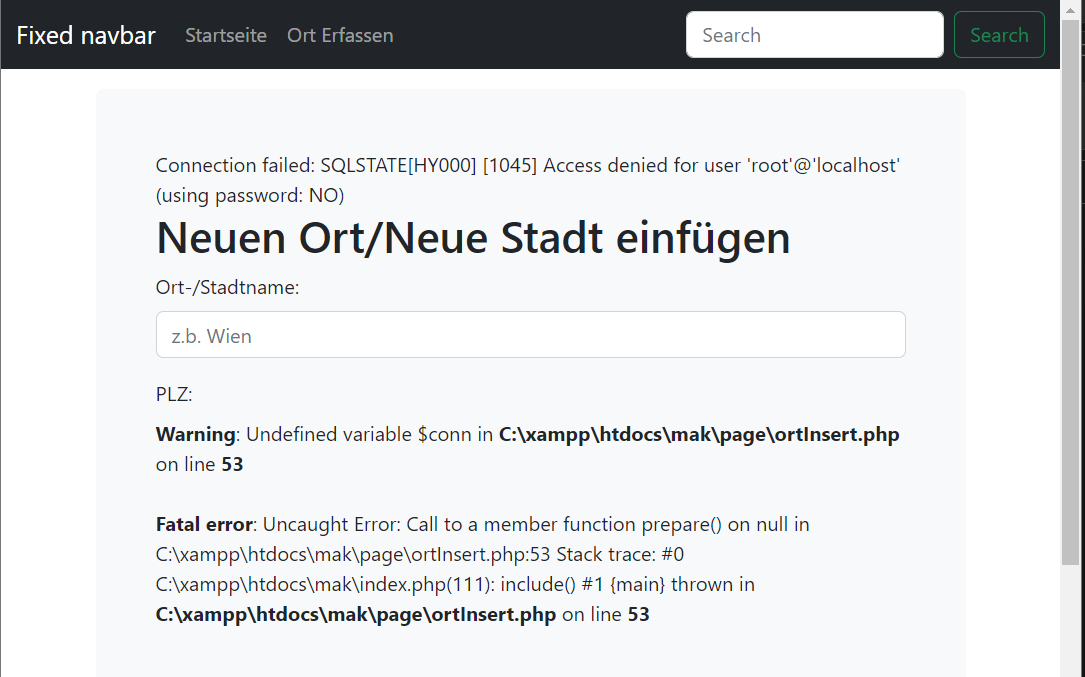 Fixed navbar Startseite Ort Erfassen Search Search
Connection failed: SQLSTATE[HY000] [1045] Access denied for user 'root'@'localhost'
(using password: NO)
Neuen Ort/Neue Stadt einfügen
Ort-/Stadtname:
z.b. Wien
PLZ:
Warning: Undefined variable $conn in C:\xampp\htdocs\mak\page\ortInsert.php
on line 53
Fatal error: Uncaught Error: Call to a member function prepare() on null in
C:\xampp\htdocs\mak\page\ortInsert.php:53 Stack trace: #0
C:\xampp\htdocs\mak\index.php(111): include() #1 {main} thrown in
C:\xampp\htdocs\mak\page\ortInsert.php on line 53